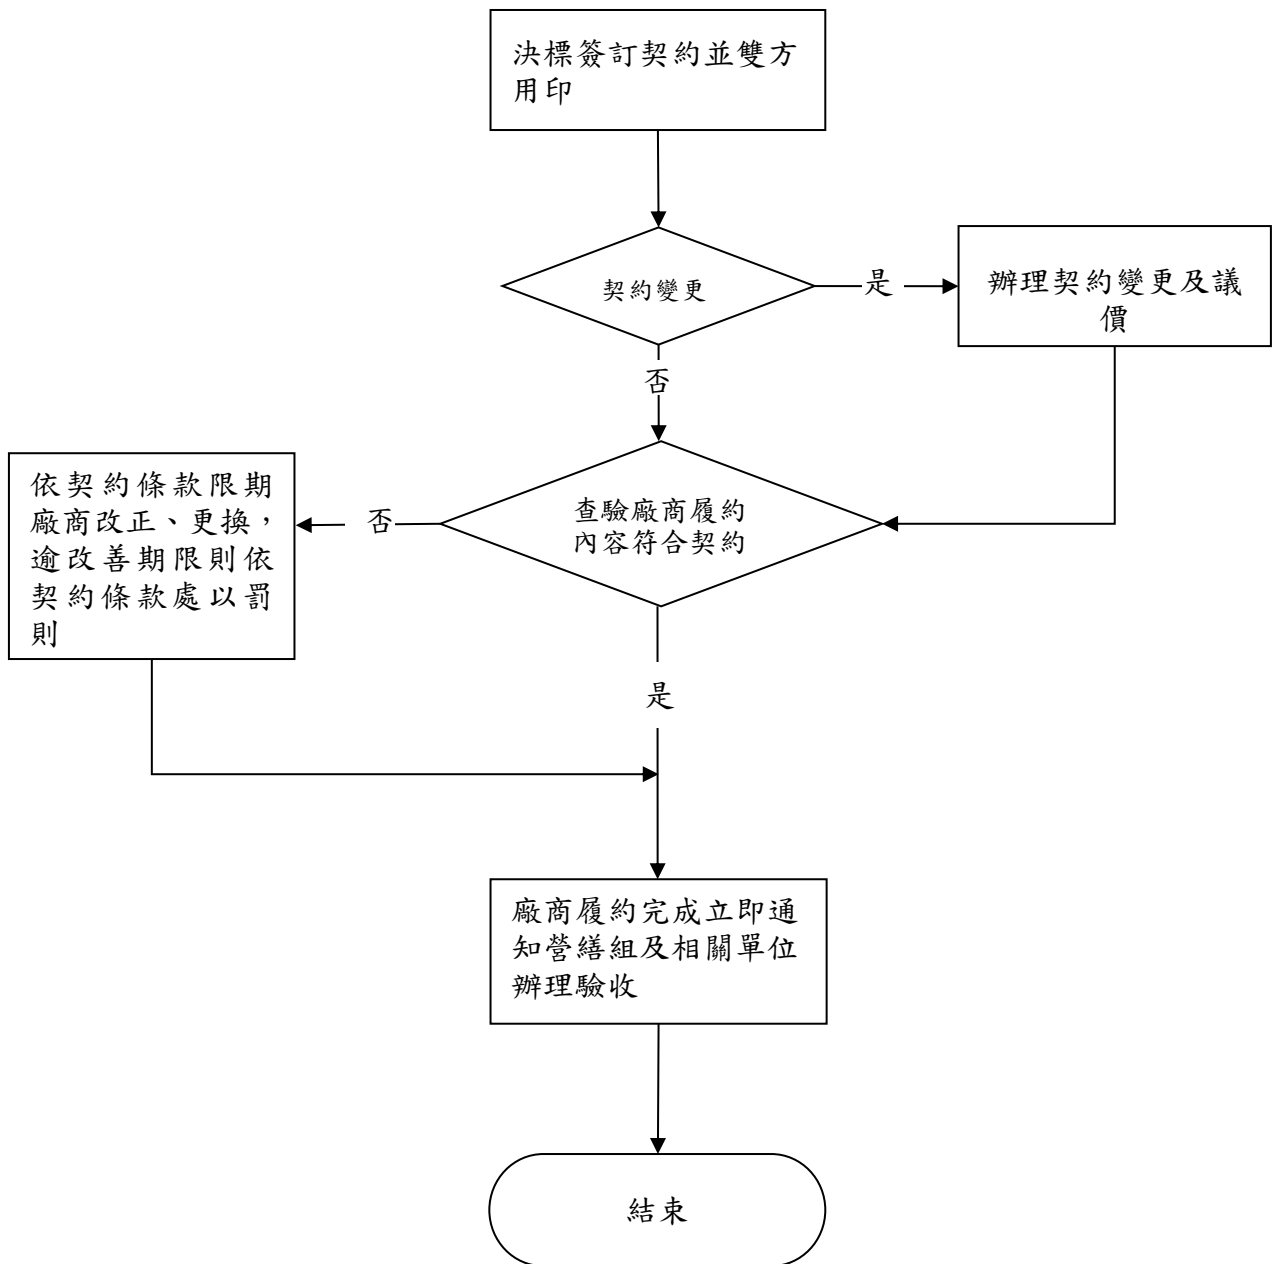 決標簽訂契約並雙方
用印
契約變更
是
辦理契約變更及議
價
否
查驗廠商履約
內容符合契約
否
依契約條款限期
廠商改正、更換，
逾改善期限則依
契約條款處以罰
則
是
廠商履約完成立即通
知營繕組及相關單位
辦理驗收
結束